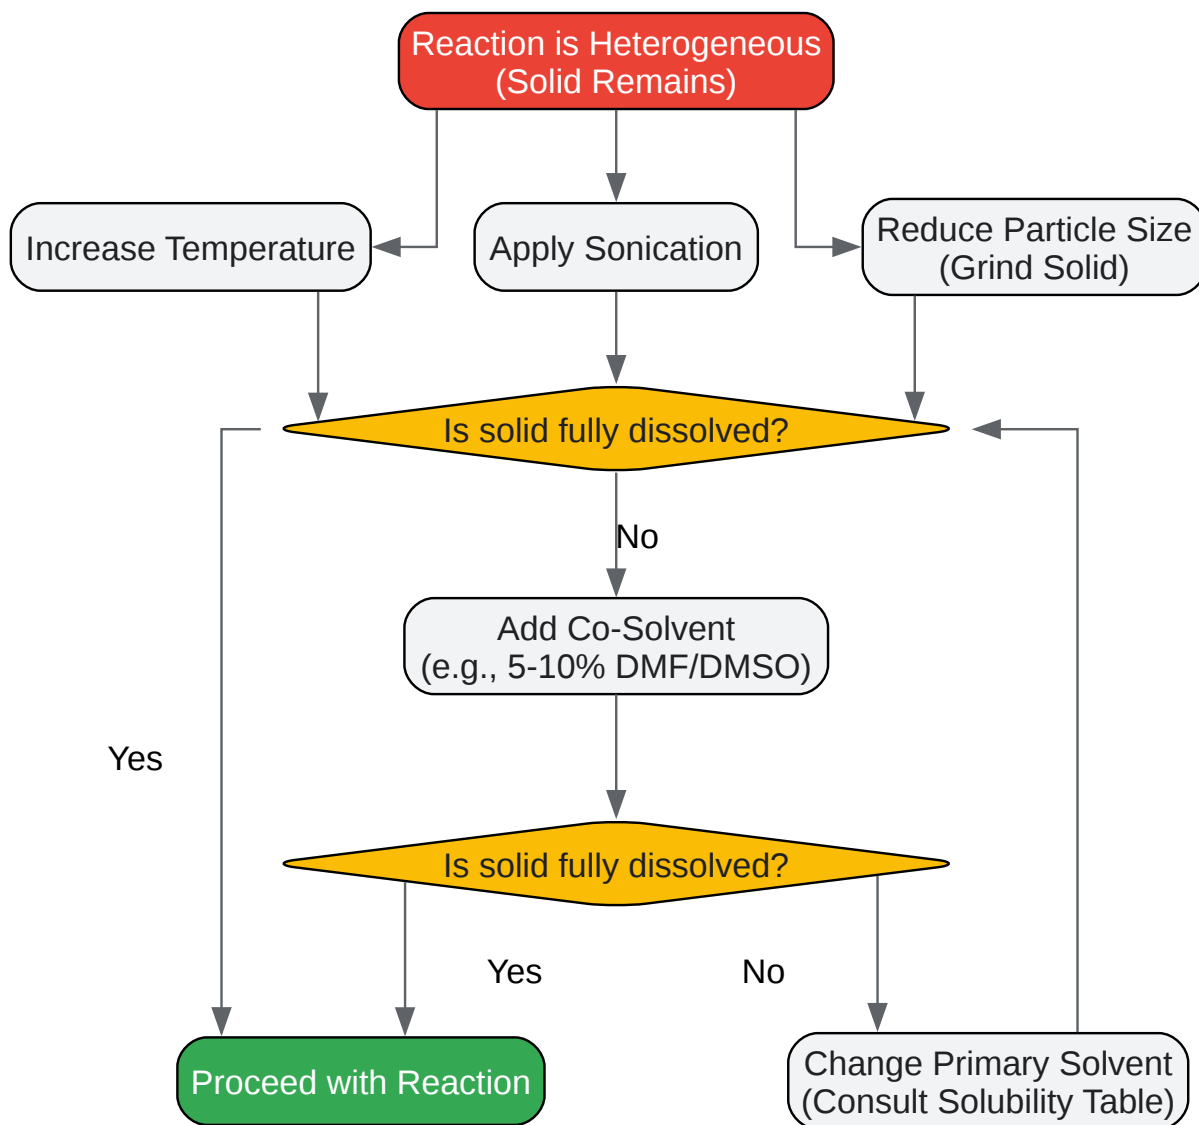 Reaction is Heterogeneous
(Solid Remains)
Increase Temperature
Apply Sonication
Reduce Particle Size
(Grind Solid)
Is solid fully dissolved?
No
Add Co-Solvent
(e.g., 5-10% DMF/DMSO)
Yes
Is solid fully dissolved?
Yes
No
Proceed with Reaction
Change Primary Solvent
(Consult Solubility Table)